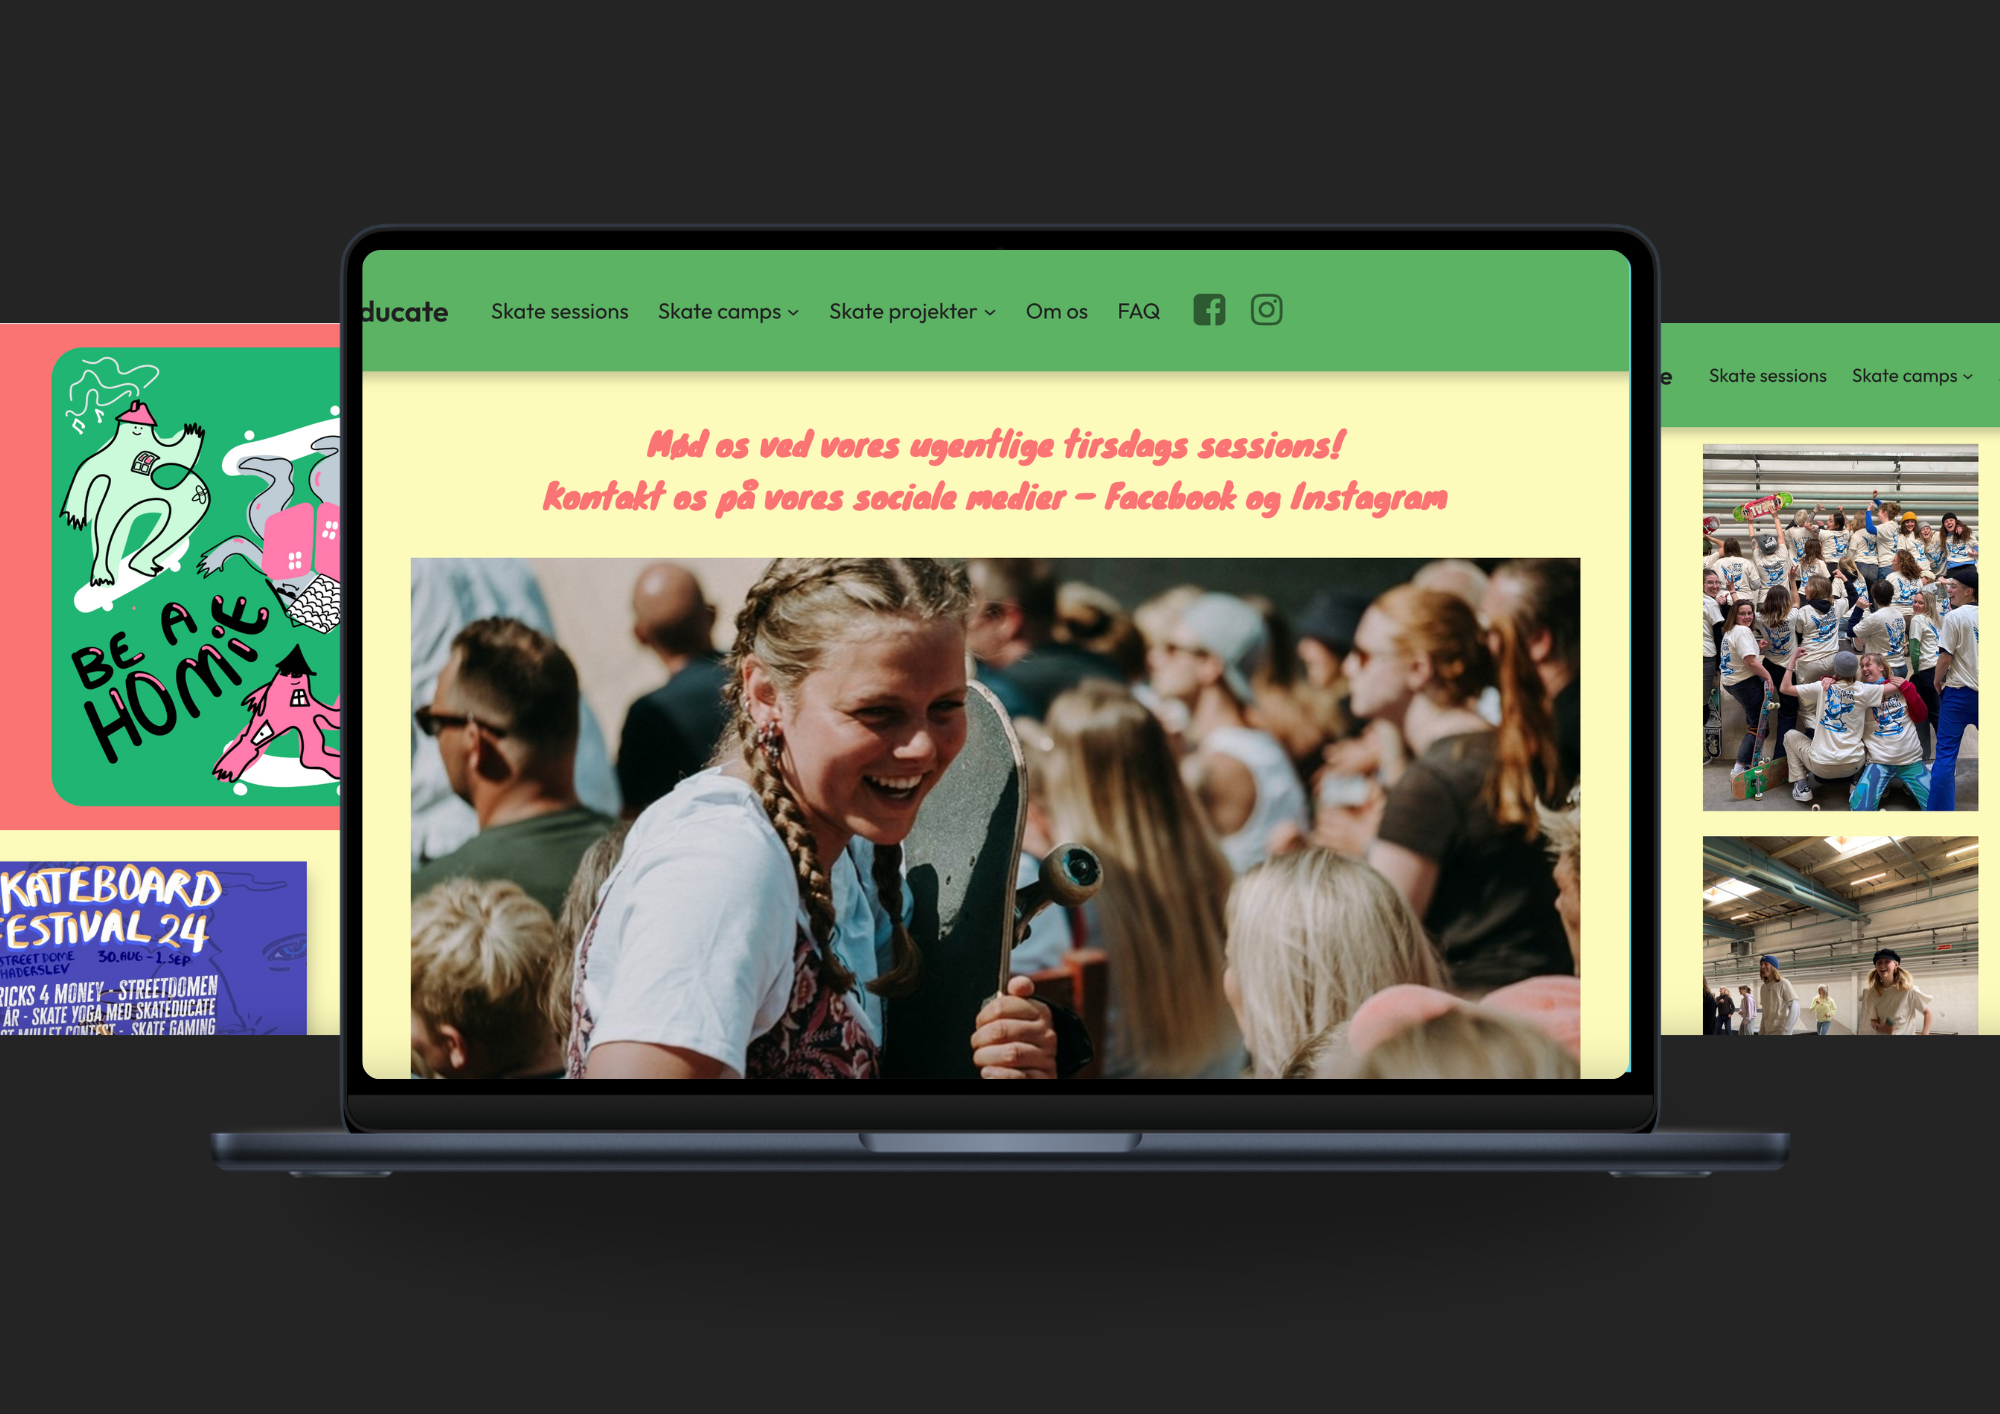 ducate Skate sessions Skate camps Skate projekter Om os FAQ
Mød os ved vores ugentlige tirsdags sessions!
Kontakt os på vores sociale medier – Facebook og Instagram
BE A
HOMiE
KATEBOARD
FESTIVAL 24
STREET DOME 30.AUG - 1.SEP
HADERSLEV
RICKS 4 MONEY - STREETDOMEN
ÅR - SKATE YOGA MED SKATEDUCATE
MULLET CONTEST - SKATE GAMING
e Skate sessions Skate camps